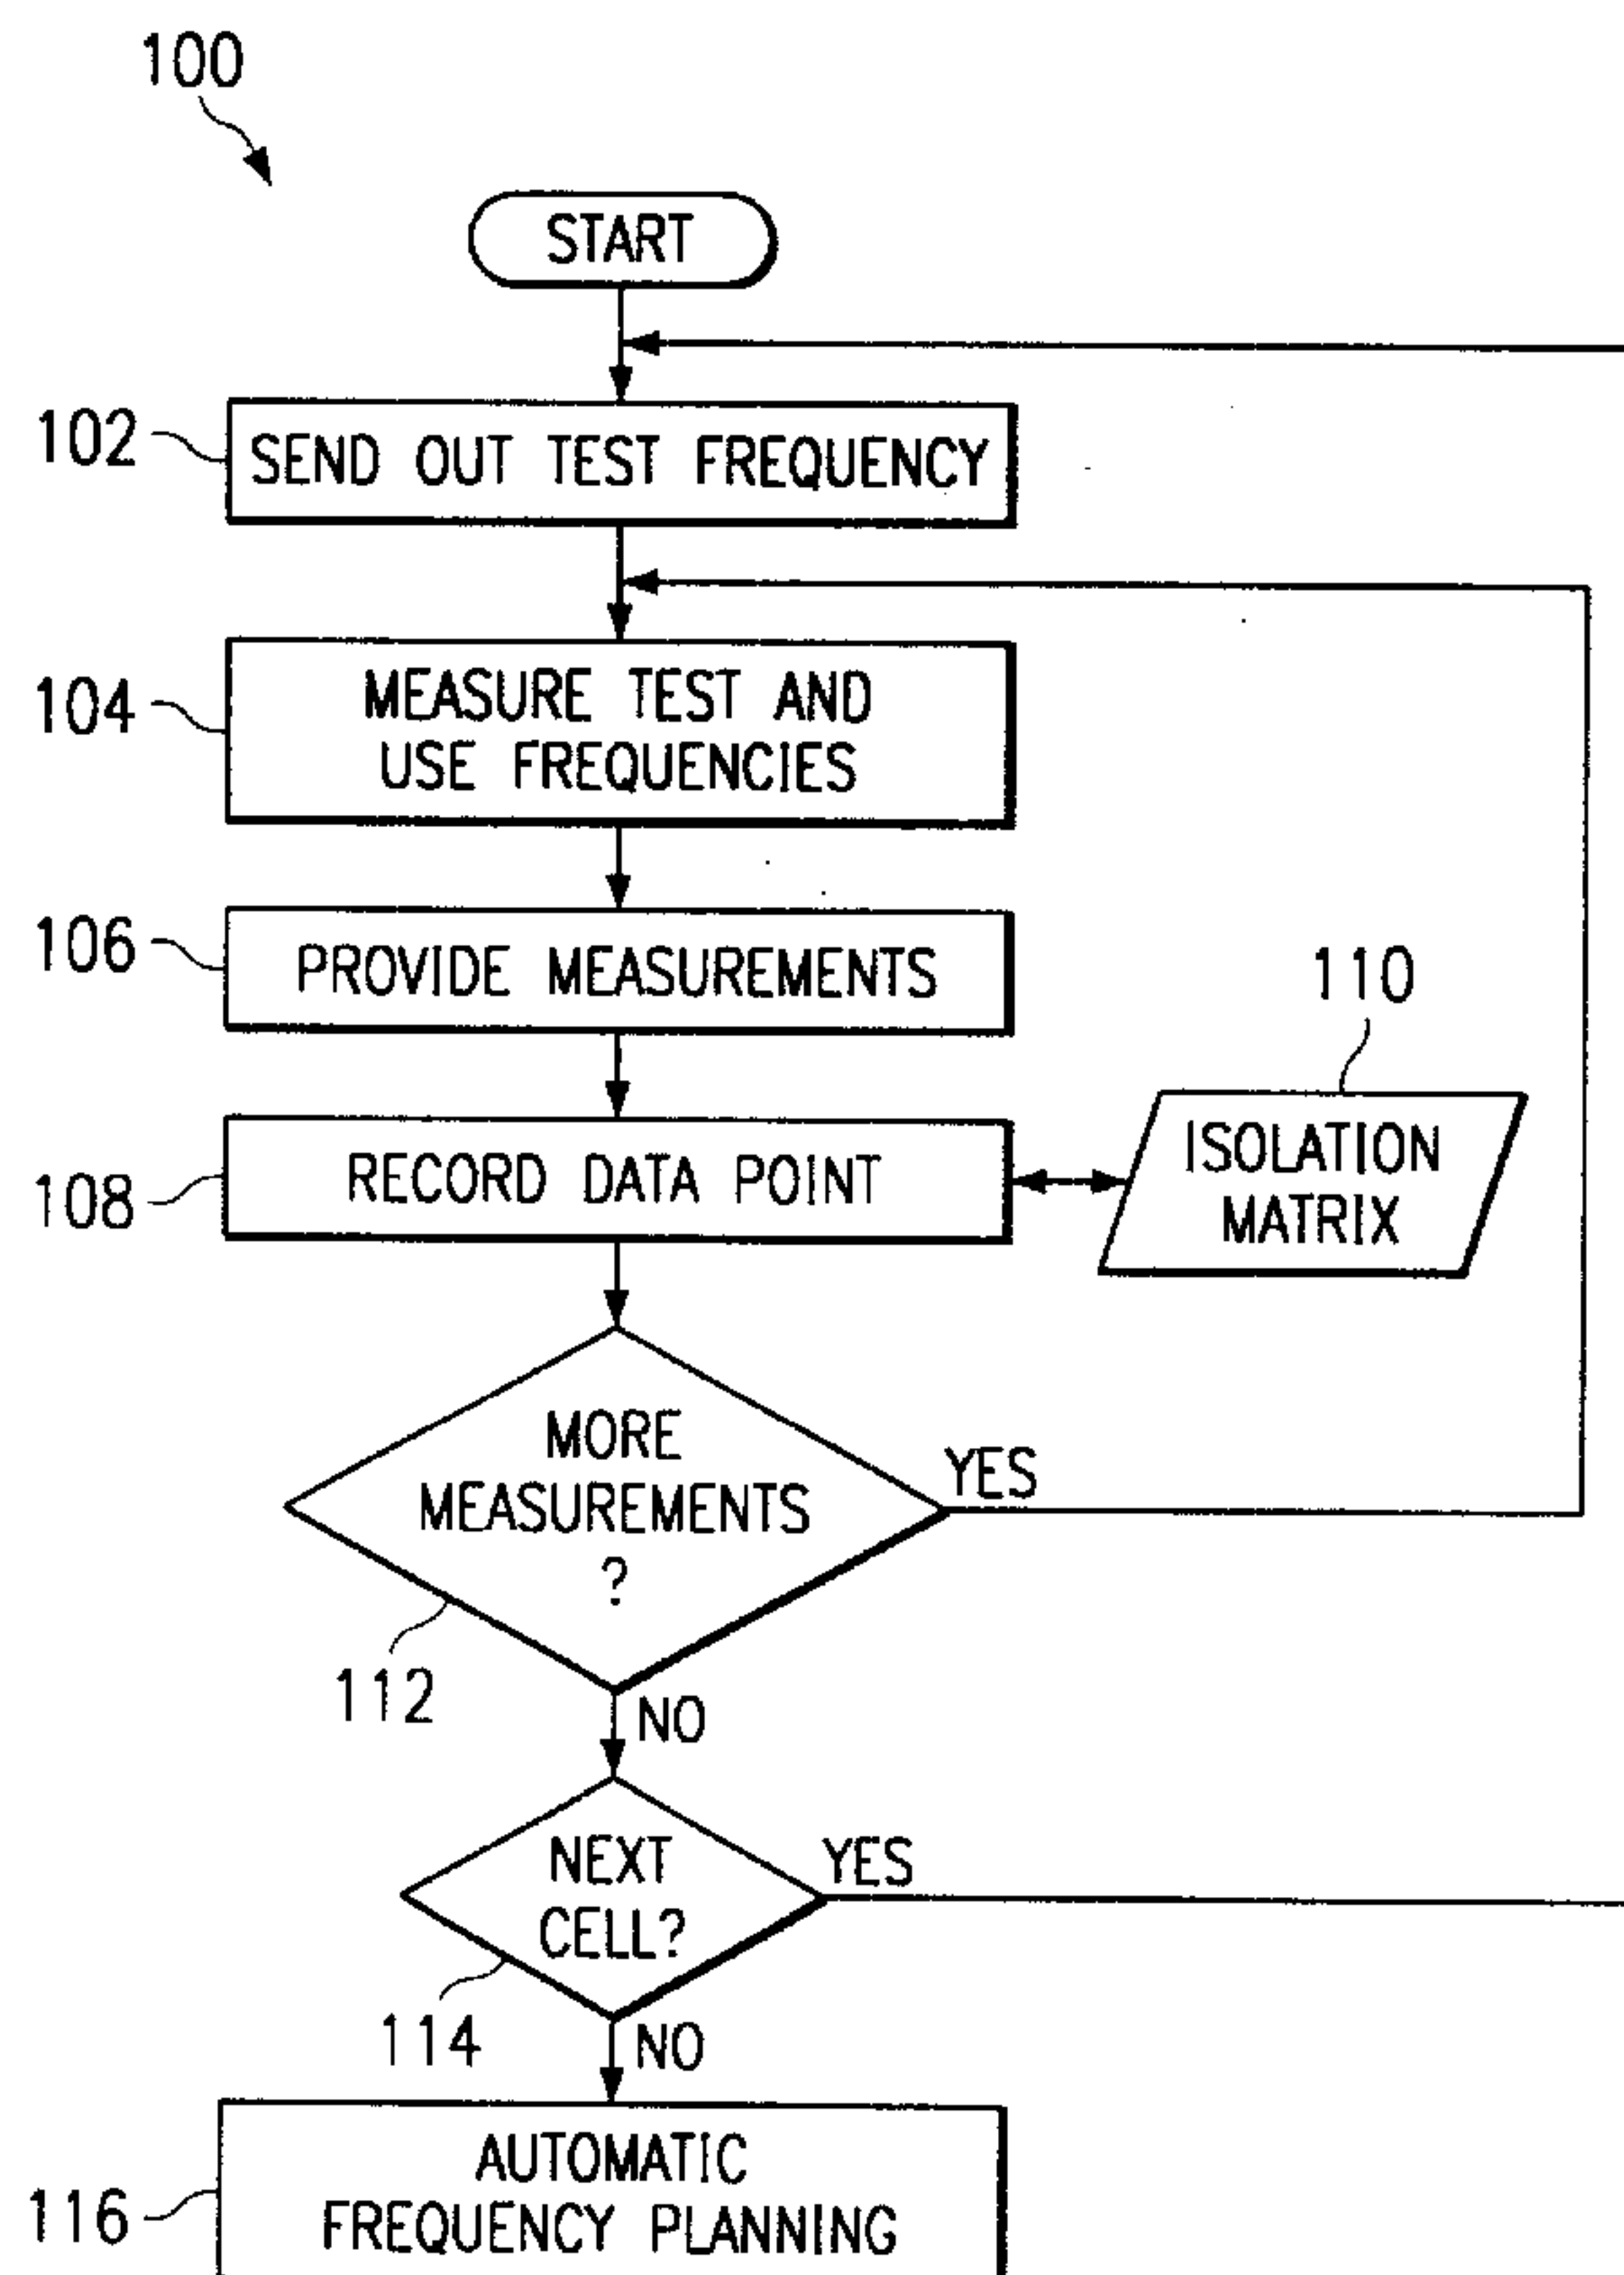 100
START
102
SEND OUT TEST FREQUENCY
104
MEASURE TEST AND
USE FREQUENCIES
106
PROVIDE MEASUREMENTS
110
108
RECORD DATA POINT
ISOLATION
MATRIX
MORE
MEASUREMENTS
?
YES
112
NO
NEXT
CELL?
YES
114
NO
116
AUTOMATIC
FREQUENCY PLANNING